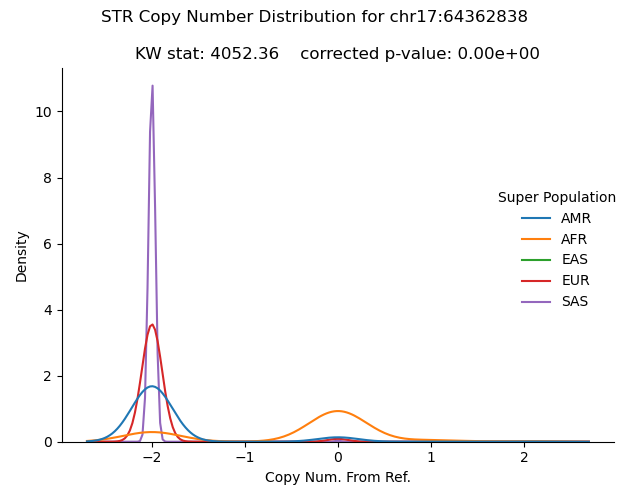 STR Copy Number Distribution for chr17:64362838
KW stat: 4052.36    corrected p-value: 0.00e+00
10
8
6
4
2
0
Density
Super Population
AMR
AFR
EAS
EUR
SAS
−2
−1
0
1
2
Copy Num. From Ref.